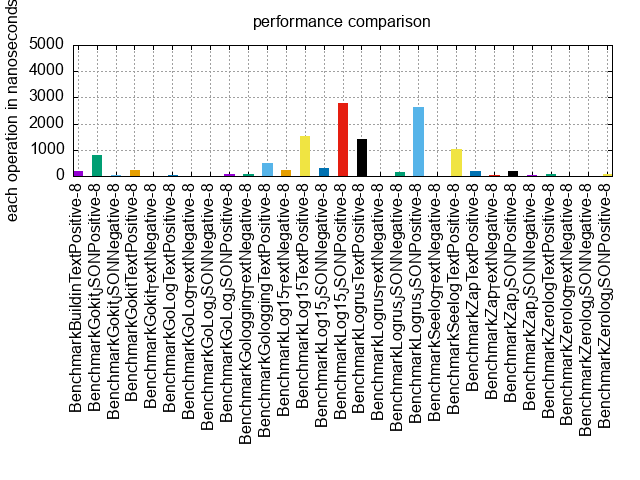 performance comparison
each operation in nanoseconds
5000
4000
3000
2000
1000
0
BenchmarkBuildinTextPositive-8
BenchmarkGokitJSONPositive-8
BenchmarkGokitJSONNegative-8
BenchmarkGokitTextPositive-8
BenchmarkGokitTextNegative-8
BenchmarkGoLogTextPositive-8
BenchmarkGoLogTextNegative-8
BenchmarkGoLogJSONNegative-8
BenchmarkGoLogJSONPositive-8
BenchmarkGologgingTextNegative-8
BenchmarkGologgingTextPositive-8
BenchmarkLog15TextNegative-8
BenchmarkLog15TextPositive-8
BenchmarkLog15JSONNegative-8
BenchmarkLog15JSONPositive-8
BenchmarkLogrusTextPositive-8
BenchmarkLogrusTextNegative-8
BenchmarkLogrusJSONNegative-8
BenchmarkLogrusJSONPositive-8
BenchmarkSeelogTextNegative-8
BenchmarkSeelogTextPositive-8
BenchmarkZapTextPositive-8
BenchmarkZapTextNegative-8
BenchmarkZapJSONPositive-8
BenchmarkZapJSONNegative-8
BenchmarkZerologTextPositive-8
BenchmarkZerologTextNegative-8
BenchmarkZerologJSONNegative-8
BenchmarkZerologJSONPositive-8